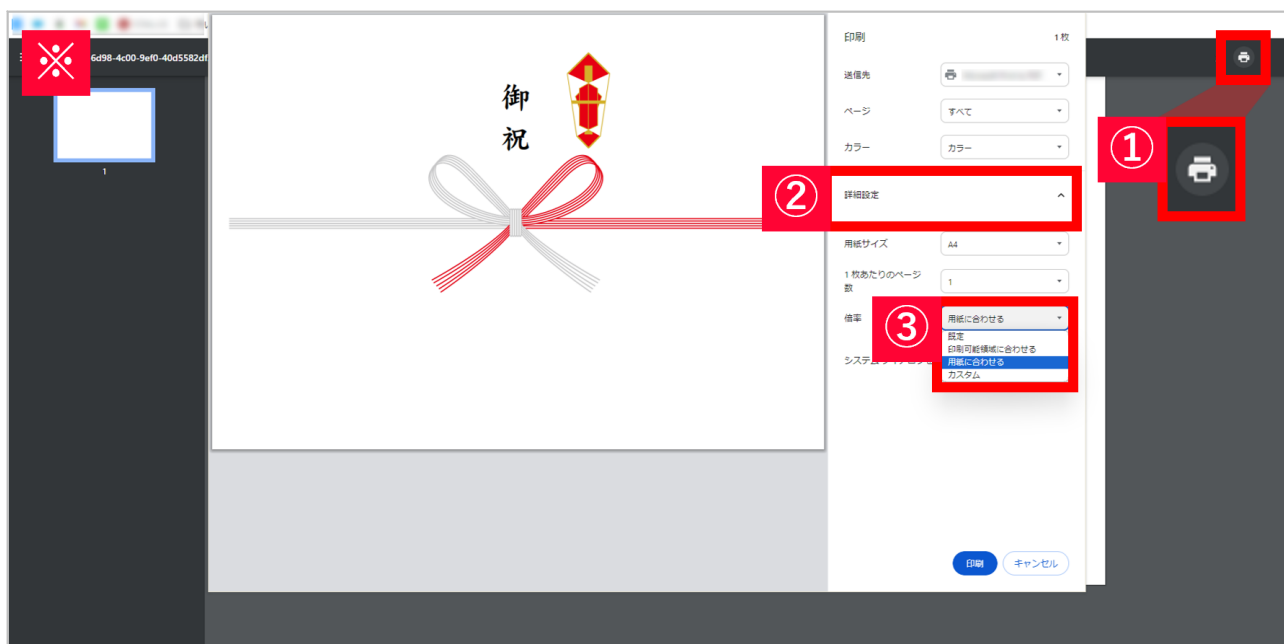 ※
6d98-4c00-9ef0-40d5582df
1
御
祝
印刷
1枚
送信先
ページ
すべて
カラー
カラー
②
詳細設定
①
用紙サイズ
A4
1枚あたりのページ
数
1
③
倍率
用紙に合わせる
既定
印刷可能領域に合わせる
用紙に合わせる
カスタム
印刷
キャンセル